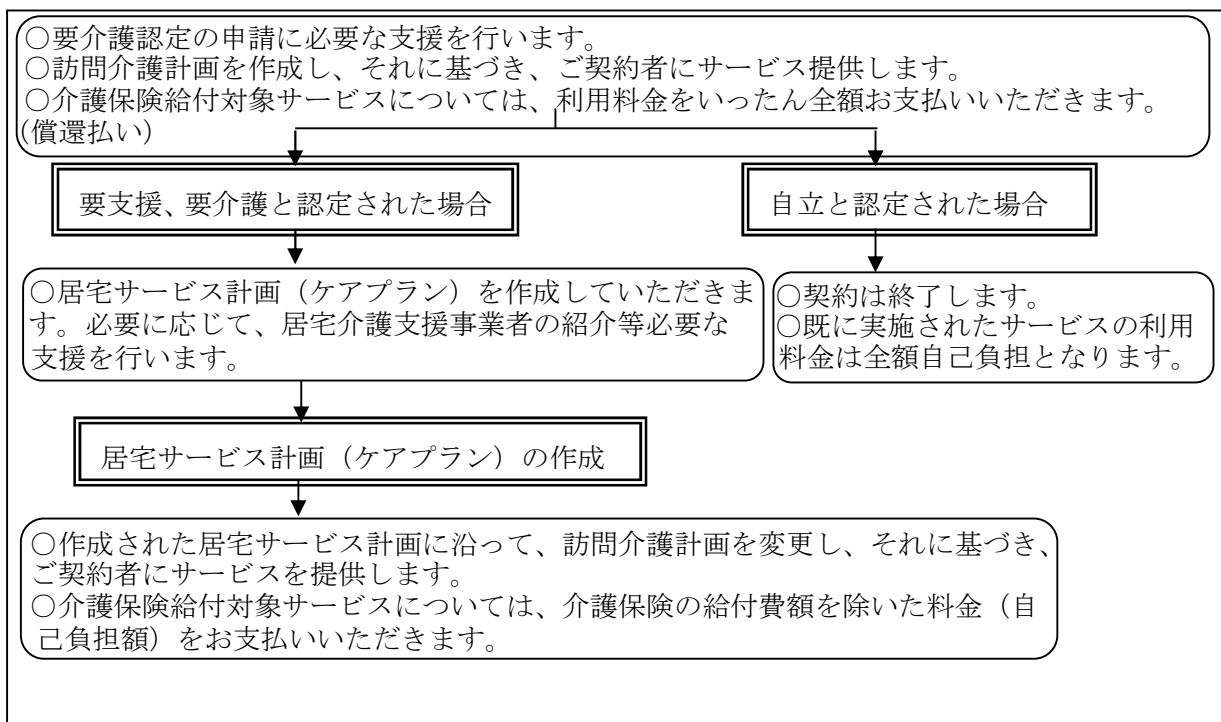 ○要介護認定の申請に必要な支援を行います。
○訪問介護計画を作成し、それに基づき、ご契約者にサービス提供します。
○介護保険給付対象サービスについては、利用料金をいったん全額お支払いいただきます。
(償還払い）
要支援、要介護と認定された場合
自立と認定された場合
○居宅サービス計画（ケアプラン）を作成していただきま
す。必要に応じて、居宅介護支援事業者の紹介等必要な
支援を行います。
○契約は終了します。
○既に実施されたサービスの利用
料金は全額自己負担となります。
居宅サービス計画（ケアプラン）の作成
○作成された居宅サービス計画に沿って、訪問介護計画を変更し、それに基づき、
ご契約者にサービスを提供します。
○介護保険給付対象サービスについては、介護保険の給付費額を除いた料金（自
己負担額）をお支払いいただきます。